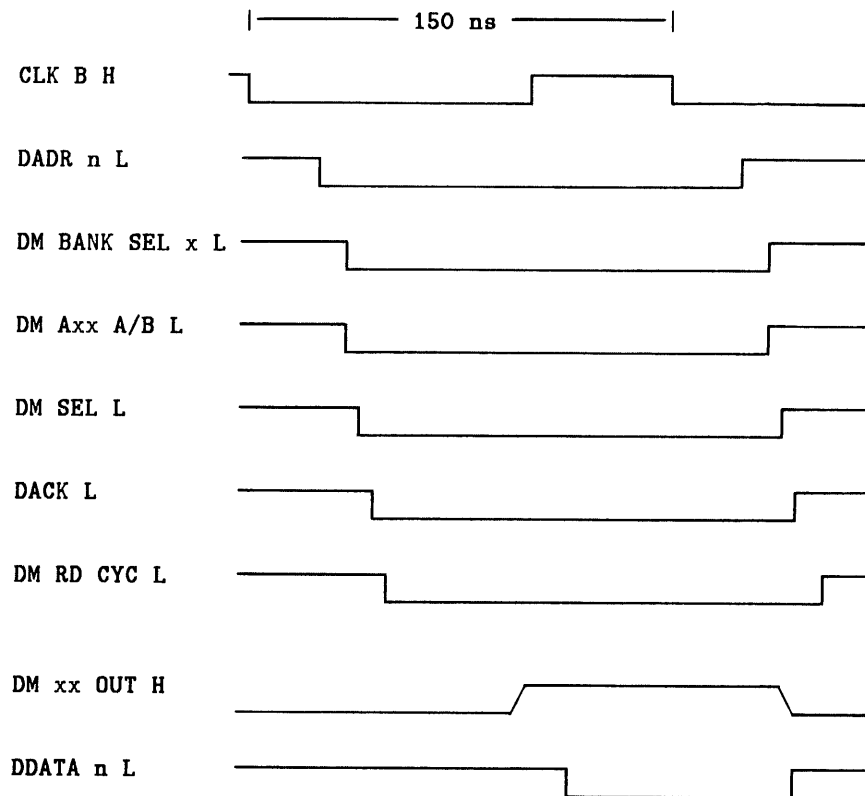 150 ns
CLK B H
DADR n L
DM BANK SEL x L
DM Axx A/B L
DM SEL L
DACK L
DM RD CYC L
DM xx OUT H
DDATA n L